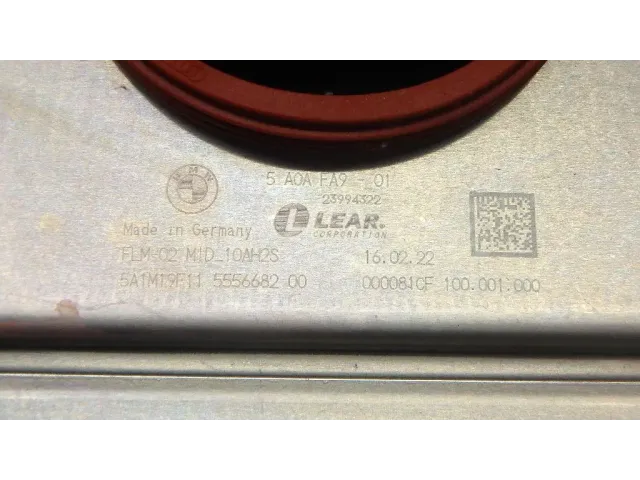 BMW
5 A0A FA9 - 01
23994322
Made in Germany
LEAR.
CORPORATION
FLM-02 MID_10AH2S
16.02.22
5A1M19F11 5556682 00
000081CF 100.001.000